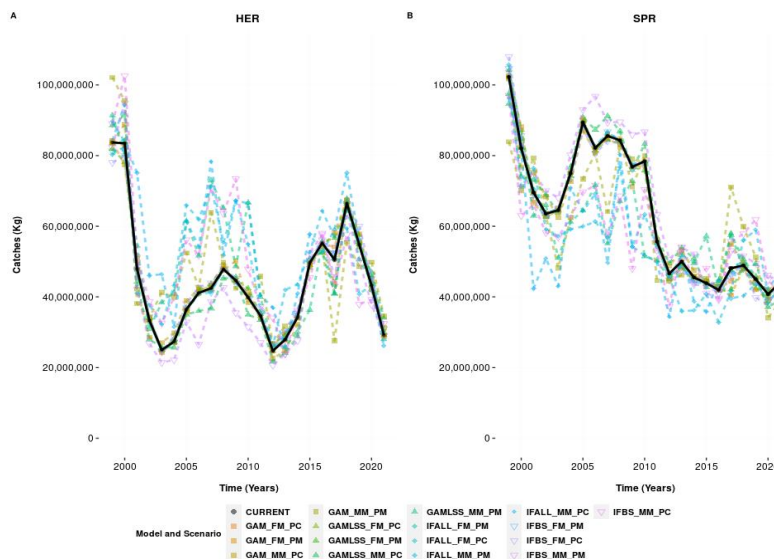 A
HER
Catches (Kg)
100,000,000
80,000,000
60,000,000
40,000,000
20,000,000
0
2000
2005
2010
2015
2020
Time (Years)
B
SPR
Catches (Kg)
100,000,000
80,000,000
60,000,000
40,000,000
20,000,000
0
2000
2005
2010
2015
2020
Time (Years)
Model and Scenario
CURRENT
GAM_FM_PC
GAM_FM_PM
GAM_MM_PC
GAM_MM_PM
GAMLSS_FM_PC
GAMLSS_FM_PM
GAMLSS_MM_PC
GAMLSS_MM_PM
IFALL_FM_PM
IFALL_FM_PC
IFALL_MM_PM
IFALL_MM_PC
IFBS_FM_PM
IFBS_FM_PC
IFBS_MM_PM
IFBS_MM_PC